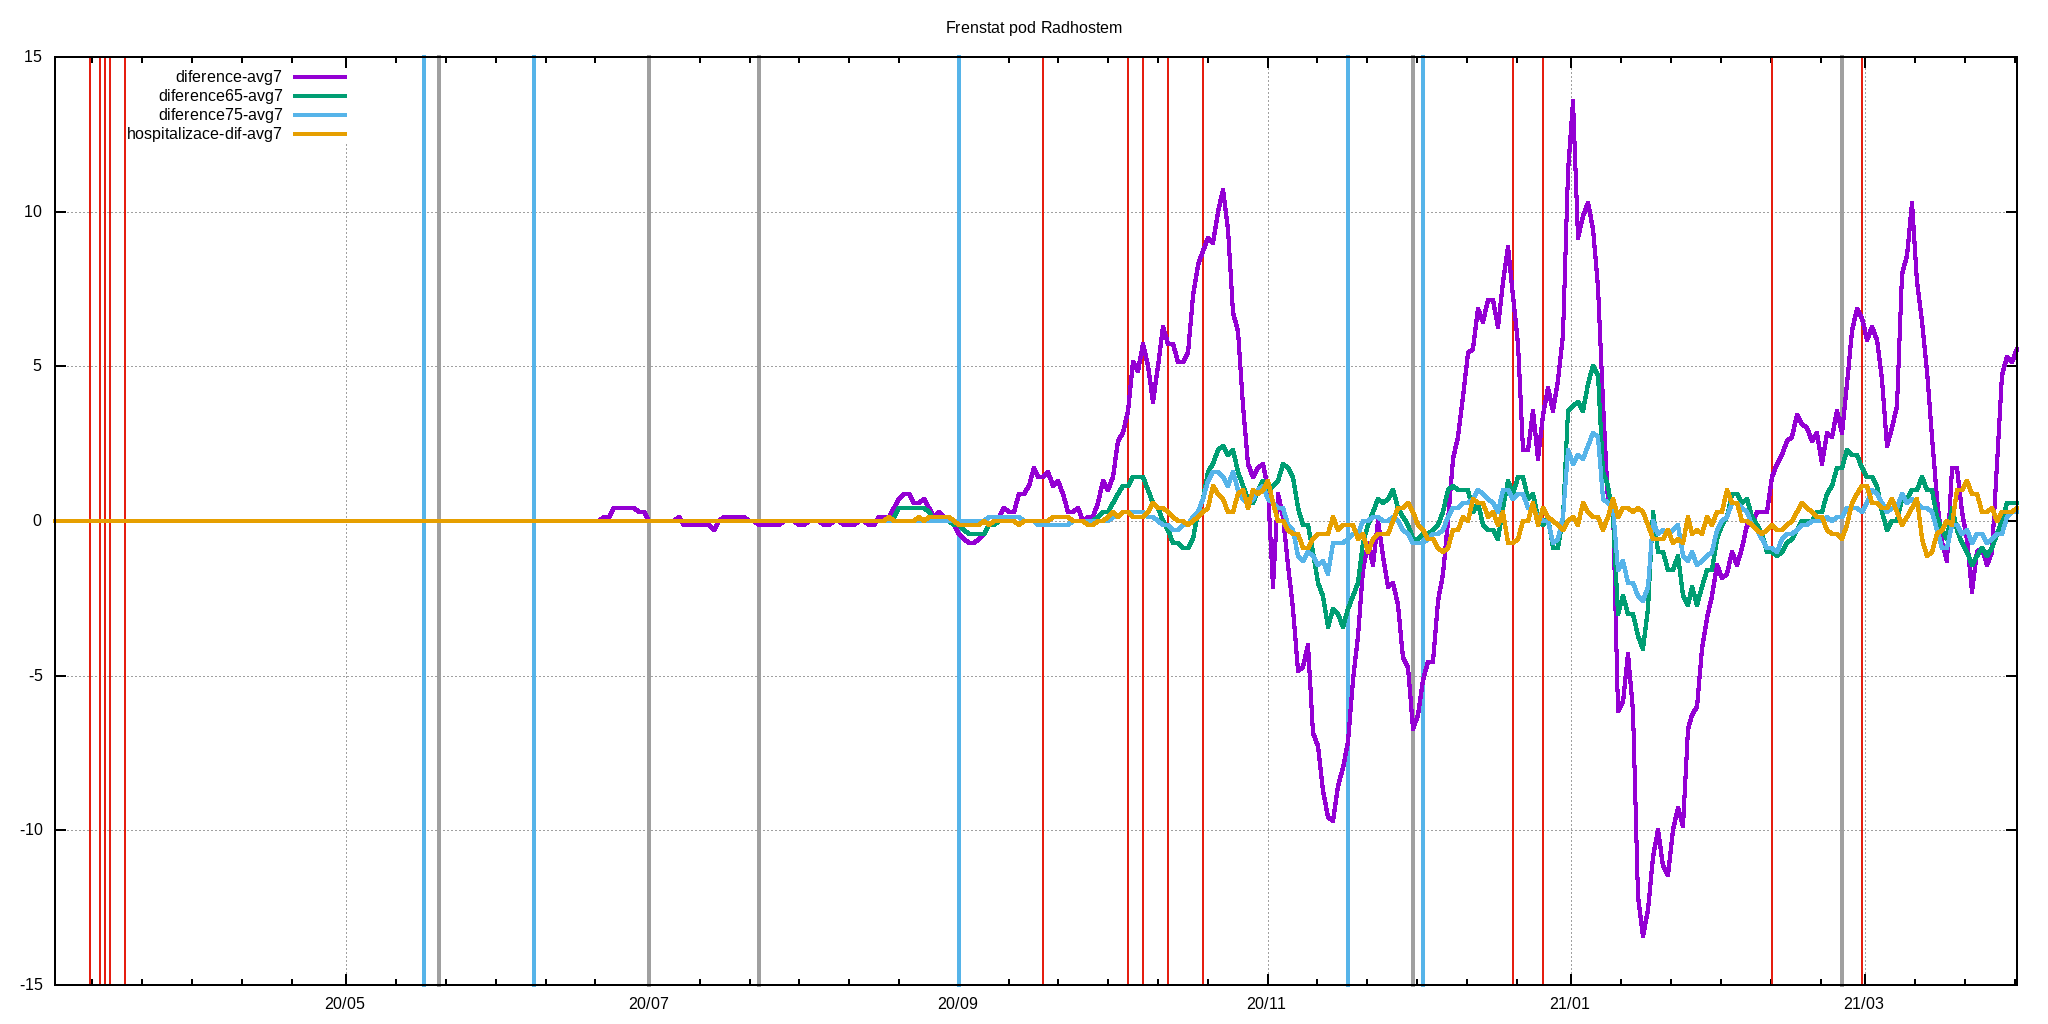 Frenstat pod Radhostem
diference-avg7
diference65-avg7
diference75-avg7
hospitalizace-dif-avg7
15
10
5
0
-5
-10
-15
20/05 20/07 20/09 20/11 21/01 21/03